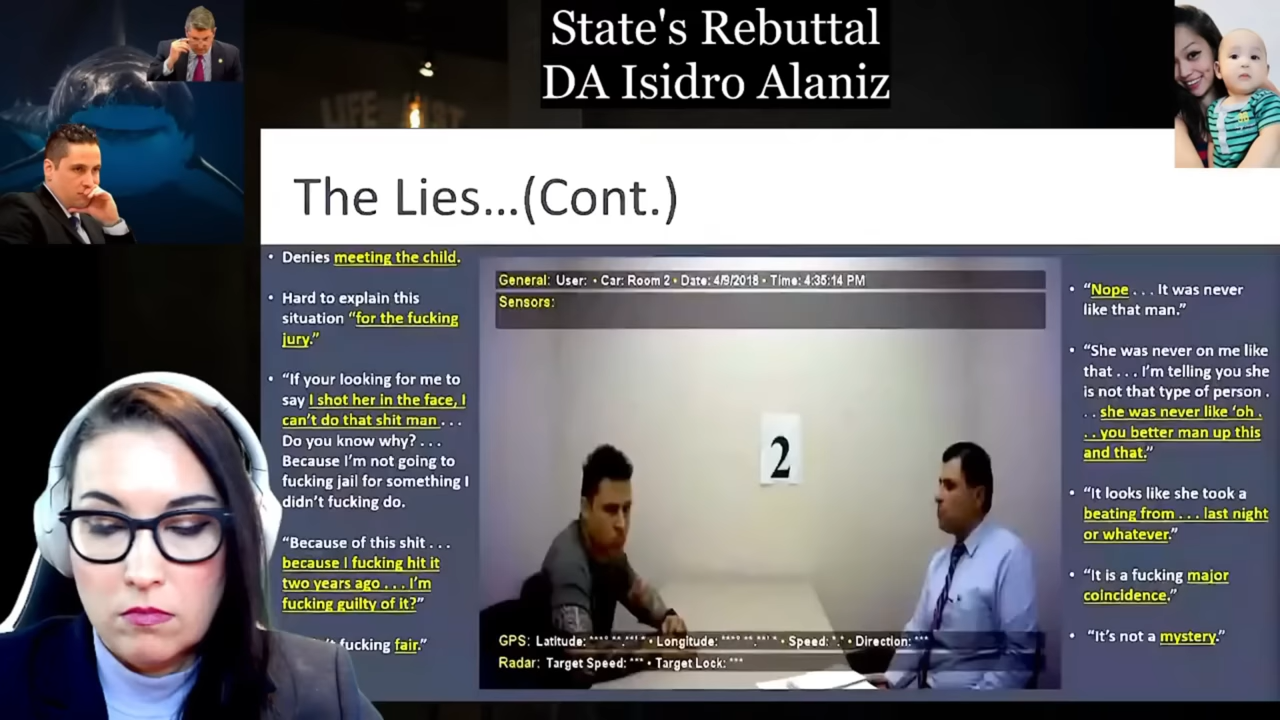 State's Rebuttal
DA Isidro Alaniz
The Lies...(Cont.)
• Denies meeting the child.
• Hard to explain this
situation “for the fucking
jury.”
• “If your looking for me to
say I shot her in the face, I
can’t do that shit man . . .
Do you know why? . . .
Because I’m not going to
fucking jail for something I
didn’t fucking do.
“Because of this shit . . .
because I fucking hit it
two years ago . . . I’m
fucking guilty of it?”
fucking fair.”
General: User: • Car: Room 2 • Date: 4/9/2018 • Time: 4:35:14 PM
Sensors:
2
GPS: Latitude: • Longitude: • Speed: • Direction: ***
Radar: Target Speed: *** • Target Lock: ***
• “Nope . . . It was never
like that man.”
• “She was never on me like
that . . . I’m telling you she
is not that type of person .
. . she was never like ‘oh .
. . you better man up this
and that.”
• “It looks like she took a
beating from . . . last night
or whatever.”
• “It is a fucking major
coincidence.”
• “It’s not a mystery.”